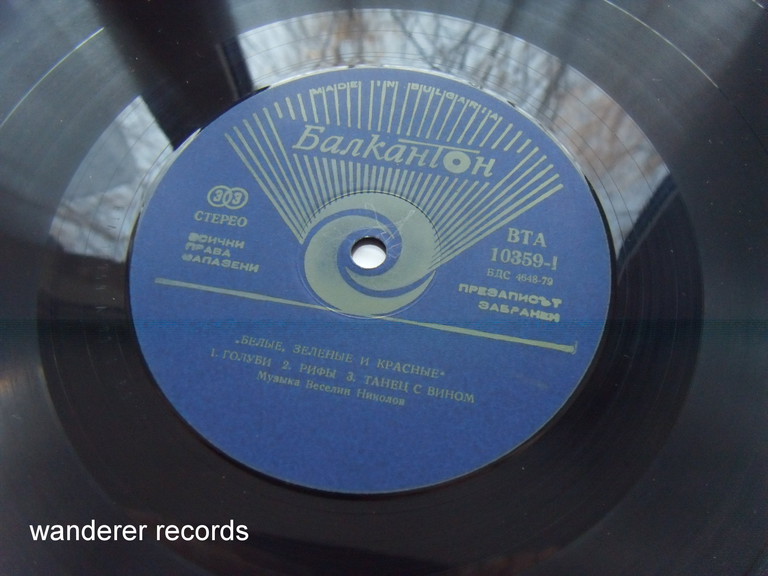 MADE IN BULGARIA
Балкантон
33
СТЕРЕО
ВСИЧКИ
ПРАВА
ЗАПАЗЕНИ
ВТА
10359-I
БДС 4648-79
ПРЕЗАПИСЪТ
ЗАБРАНЕН
„БЕЛЫЕ, ЗЕЛЕНЫЕ И КРАСНЫЕ“
1. ГОЛУБИ 2. РИФЫ 3. ТАНЕЦ С ВИНОМ
Музыка Веселин Николов
wanderer records